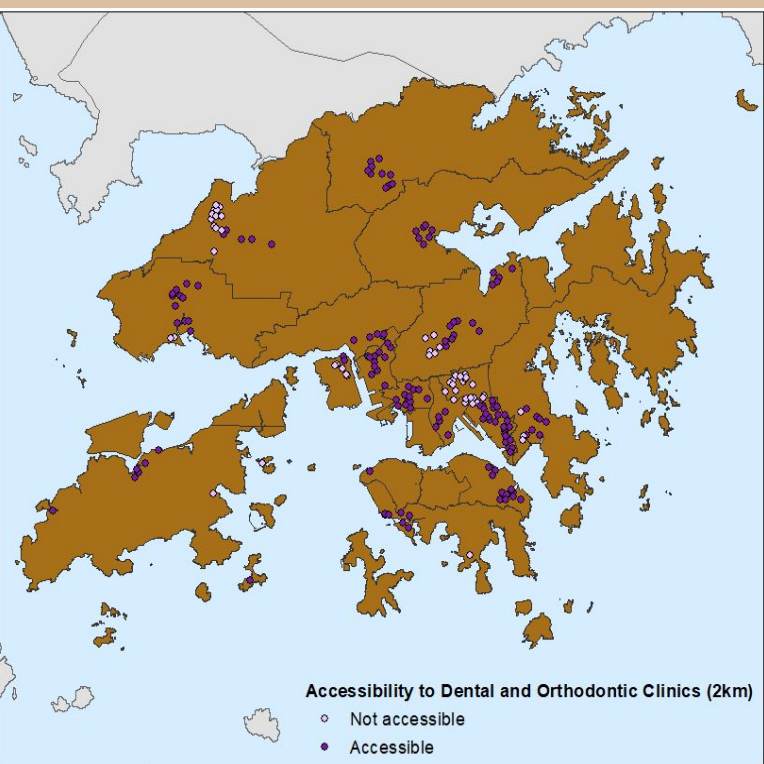 Accessibility to Dental and Orthodontic Clinics (2km)
Not accessible
Accessible